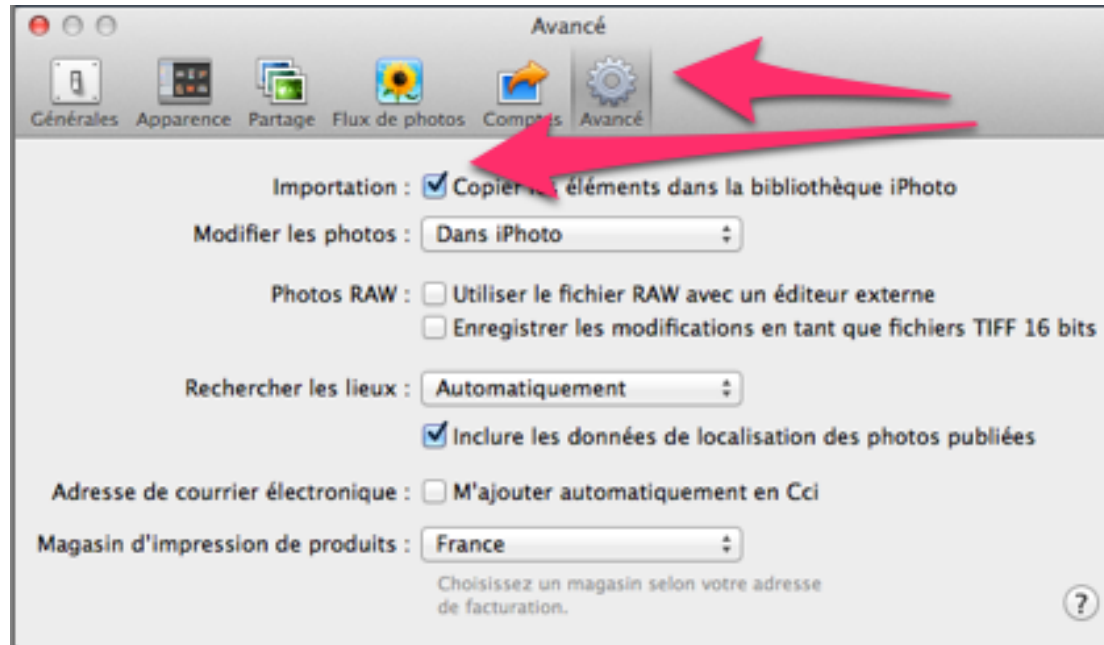 Avancé
Générales Apparence Partage Flux de photos Comptes Avancé
Importation : Copier les éléments dans la bibliothèque iPhoto
Modifier les photos : Dans iPhoto
Photos RAW : Utiliser le fichier RAW avec un éditeur externe
Enregistrer les modifications en tant que fichiers TIFF 16 bits
Rechercher les lieux : Automatiquement
Inclure les données de localisation des photos publiées
Adresse de courrier électronique : M'ajouter automatiquement en Cci
Magasin d'impression de produits : France
Choisissez un magasin selon votre adresse
de facturation.
?